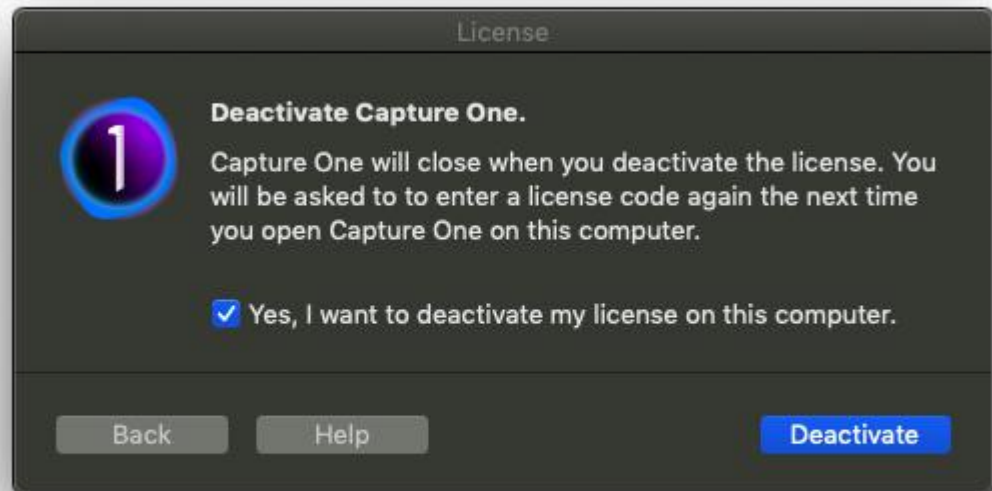 License
Deactivate Capture One.
Capture One will close when you deactivate the license. You
will be asked to to enter a license code again the next time
you open Capture One on this computer.
Yes, I want to deactivate my license on this computer.
Back Help Deactivate